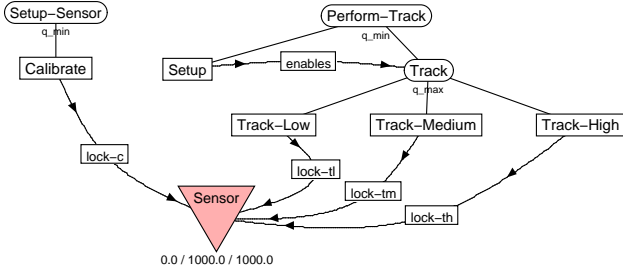 Setup-Sensor
q_min
Perform-Track
q_min
Calibrate
Setup
enables
Track
q_max
Track-Low
Track-Medium
Track-High
lock-c
lock-tl
lock-tm
lock-th
Sensor
0.0 / 1000.0 / 1000.0